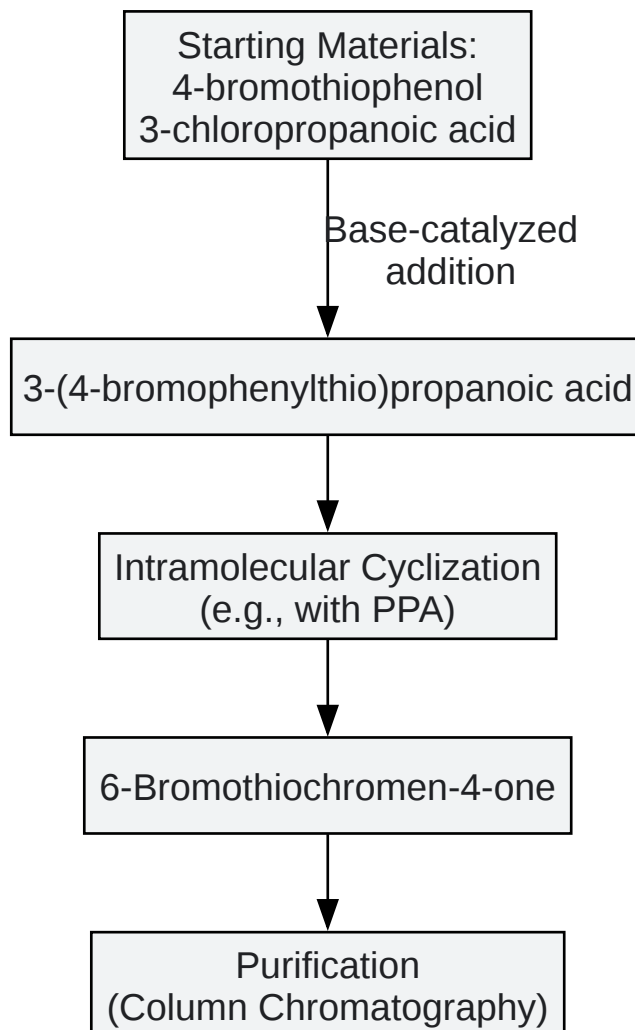 Starting Materials:
4-bromothiophenol
3-chloropropanoic acid
Base-catalyzed
addition
3-(4-bromophenylthio)propanoic acid
Intramolecular Cyclization
(e.g., with PPA)
6-Bromothiochromen-4-one
Purification
(Column Chromatography)